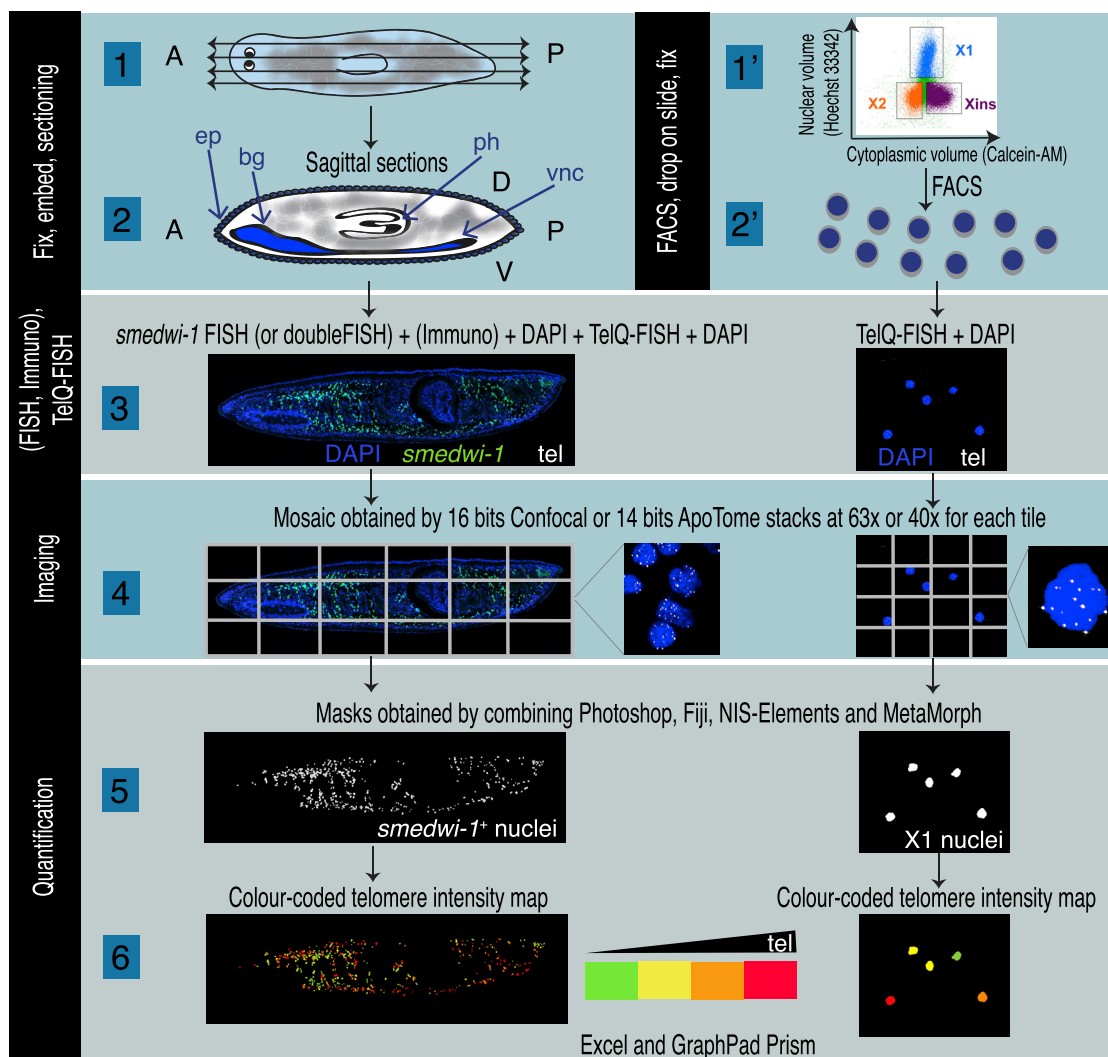 Fix, embed, sectioning
1
A
P
Sagittal sections
ep
bg
ph
vnc
D
2
A
P
V
FACS, drop on slide, fix
1’
Nuclear volume
(Hoechst 33342)
X1
X2
Xins
Cytoplasmic volume (Calcein-AM)
FACS
2’
(FISH, Immuno),
TelQ-FISH
smedwi-1 FISH (or doubleFISH) + (Immuno) + DAPI + TelQ-FISH + DAPI
TelQ-FISH + DAPI
3
DAPI smedwi-1 tel
DAPI tel
Imaging
Mosaic obtained by 16 bits Confocal or 14 bits ApoTome stacks at 63x or 40x for each tile
4
Quantification
Masks obtained by combining Photoshop, Fiji, NIS-Elements and MetaMorph
5
smedwi-1⁺ nuclei
X1 nuclei
Colour-coded telomere intensity map
Colour-coded telomere intensity map
6
tel
Excel and GraphPad Prism